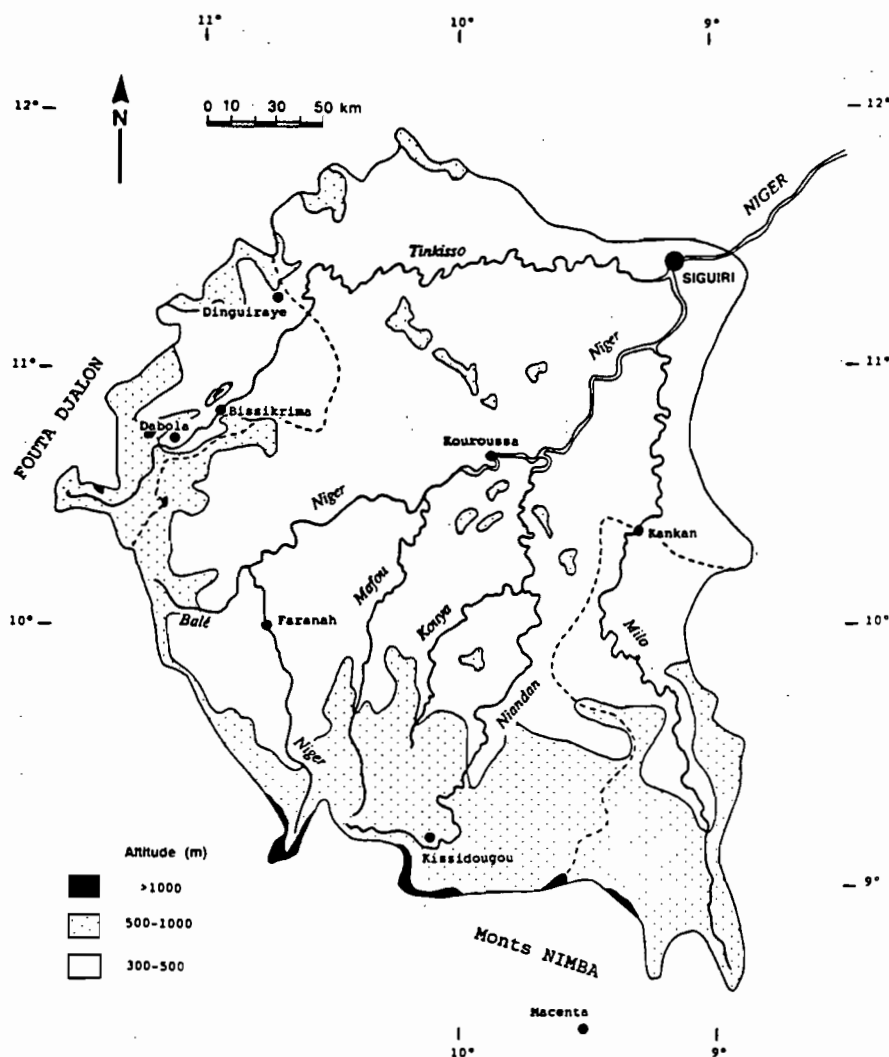 11°
10°
9°
12°
12°
N
0 10 30 50 km
NIGER
Tinkisso
SIGUIRI
Dinguiraye
Niger
11°
11°
FOUTA DJALON
Bissikrima
Dabola
Kouroussa
Niger
Kankan
Mafou
Kouya
10°
Balé
Faranah
Milo
10°
Niandan
Niger
Kissidougou
Altitude (m)
>1000
500-1000
300-500
9°
Monts NIMBA
Macenta
10°
9°